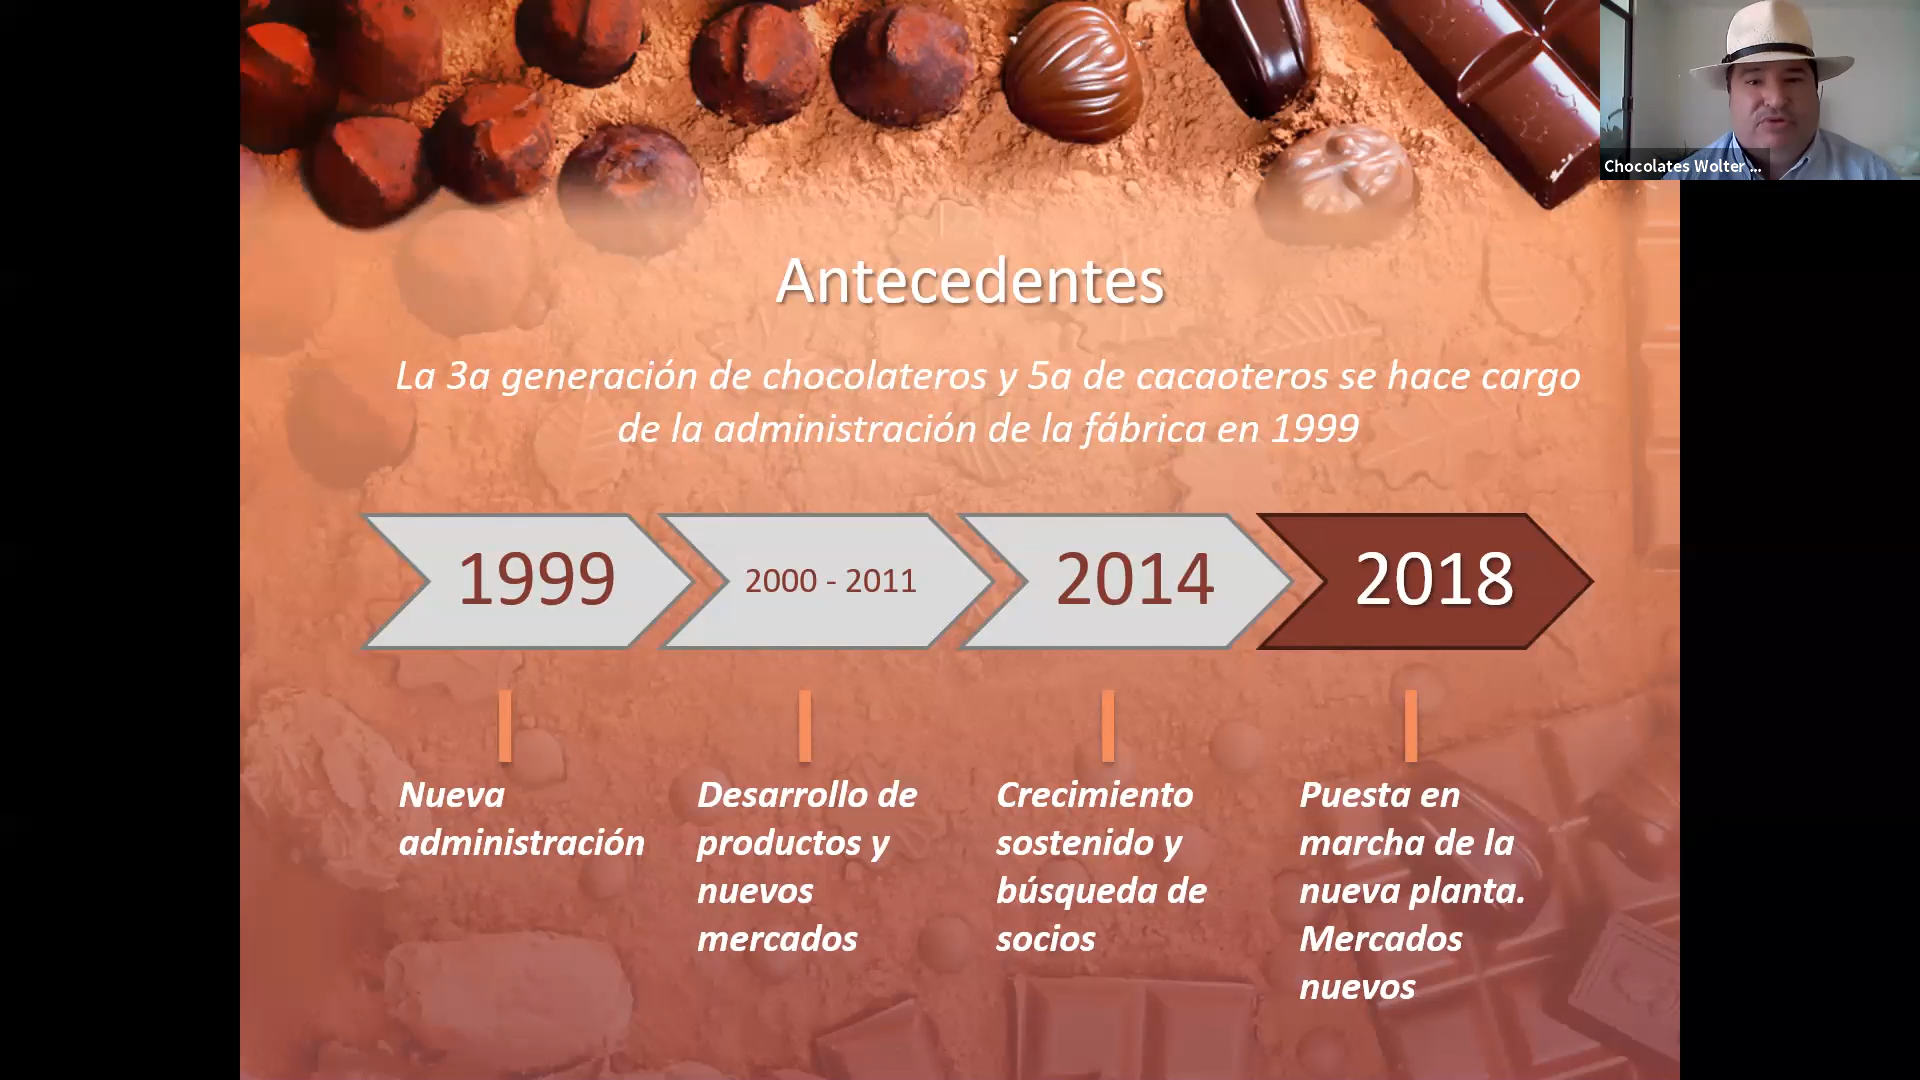 Chocolates Wolter ...
Antecedentes
La 3a generación de chocolateros y 5a de cacaoteros se hace cargo
de la administración de la fábrica en 1999
1999
2000 - 2011
2014
2018
Nueva
administración
Desarrollo de
productos y
nuevos
mercados
Crecimiento
sostenido y
búsqueda de
socios
Puesta en
marcha de la
nueva planta.
Mercados
nuevos